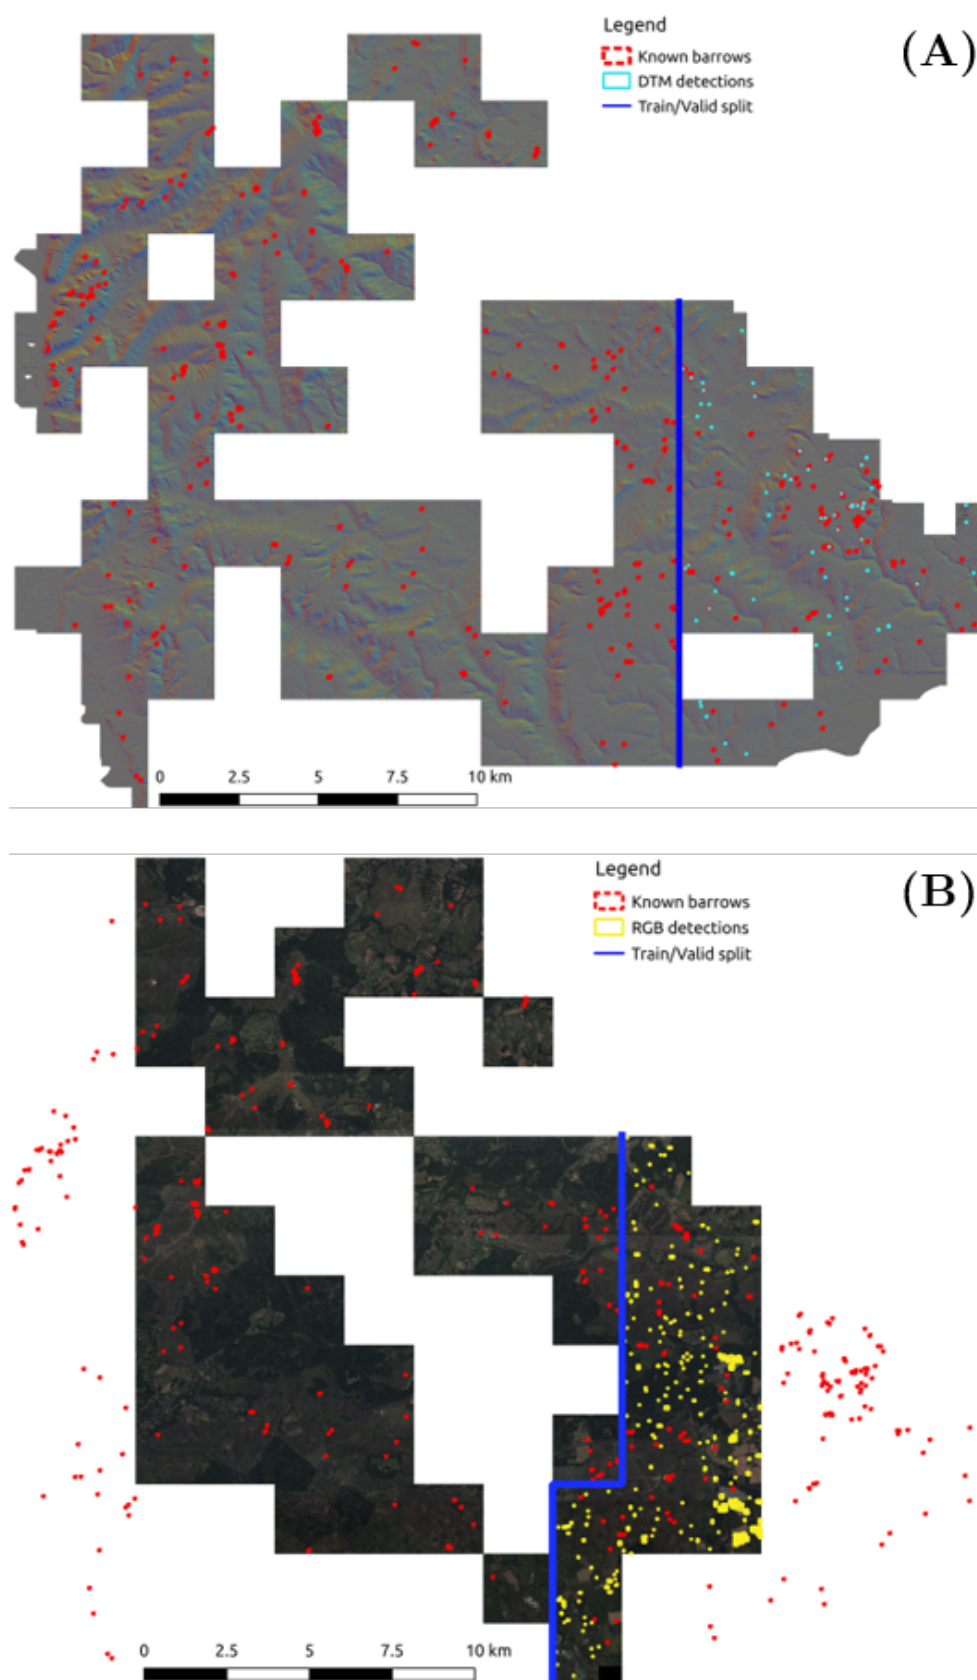 Legend
(A)
Known barrows
DTM detections
Train/Valid split
0 2.5 5 7.5 10 km
Legend
(B)
Known barrows
RGB detections
Train/Valid split
0 2.5 5 7.5 10 km